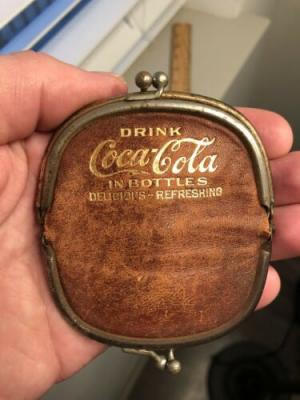 DRINK
Coca-Cola
IN BOTTLES
DELICIOUS - REFRESHING